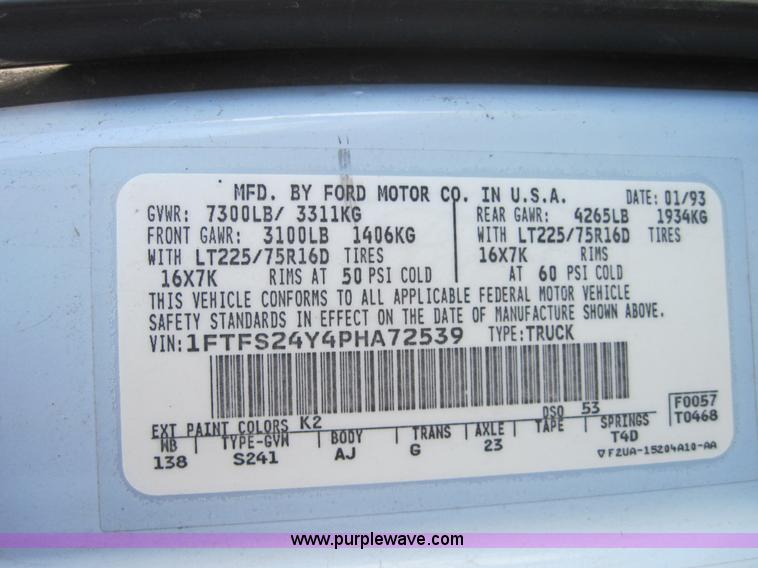 MFD. BY FORD MOTOR CO. IN U.S.A. DATE: 01/93
GVWR: 7300LB/ 3311KG REAR GAWR: 4265LB 1934KG
FRONT GAWR: 3100LB 1406KG WITH LT225/75R16D TIRES
WITH LT225/75R16D TIRES 16X7K RIMS
16X7K RIMS AT 50 PSI COLD AT 60 PSI COLD
THIS VEHICLE CONFORMS TO ALL APPLICABLE FEDERAL MOTOR VEHICLE
SAFETY STANDARDS IN EFFECT ON THE DATE OF MANUFACTURE SHOWN ABOVE.
VIN: 1FTFS24Y4PHA72539 TYPE: TRUCK
F0057
T0468
EXT PAINT COLORS K2 DSO 53
WB TYPE-GVW BODY TRANS AXLE TAPE SPRINGS
138 S241 AJ G 23 T4D
▽F2UA-15204A10-AA
www.purplewave.com